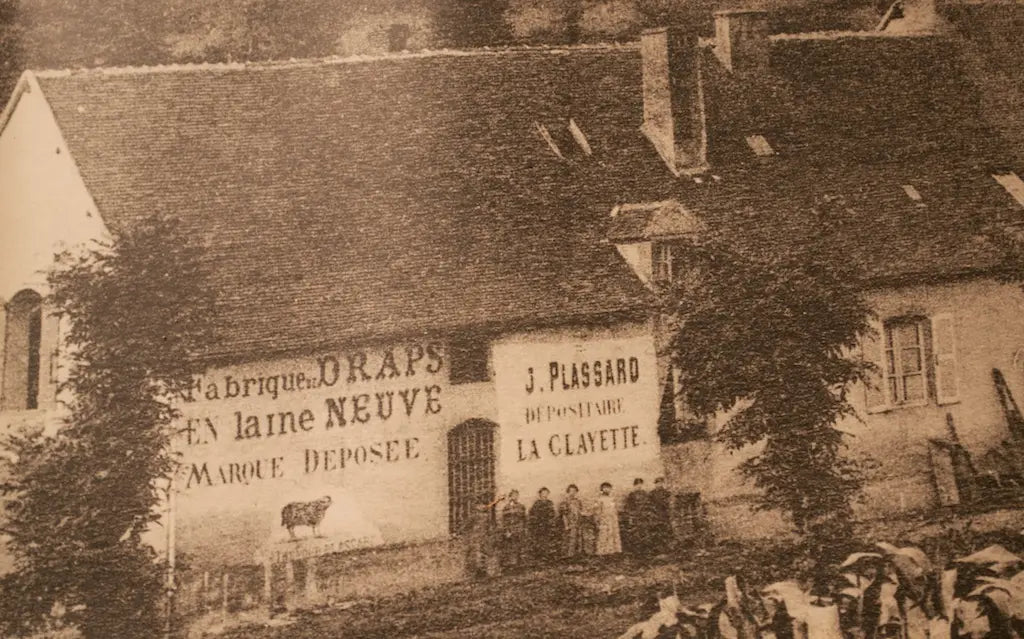 Fabrique DE DRAPS
EN laine NEUVE
MARQUE DEPOSEE
J. PLASSARD
DEPOSITAIRE
LA CLAYETTE.